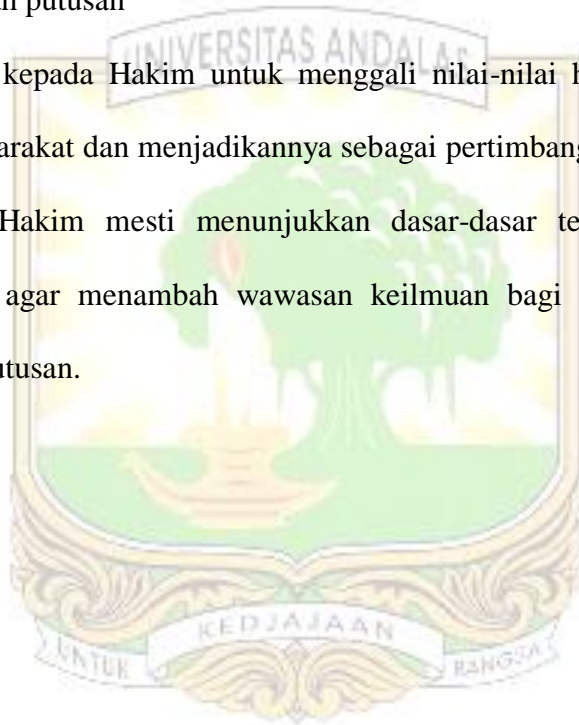 n putusan
UNIVERSITAS ANDALAS
kepada Hakim untuk menggali nilai-nilai h
arakat dan menjadikannya sebagai pertimbang
Hakim mesti menunjukkan dasar-dasar te
agar menambah wawasan keilmuan bagi
utusan.
KEDJAJAAN
UNTUK
BANGSA